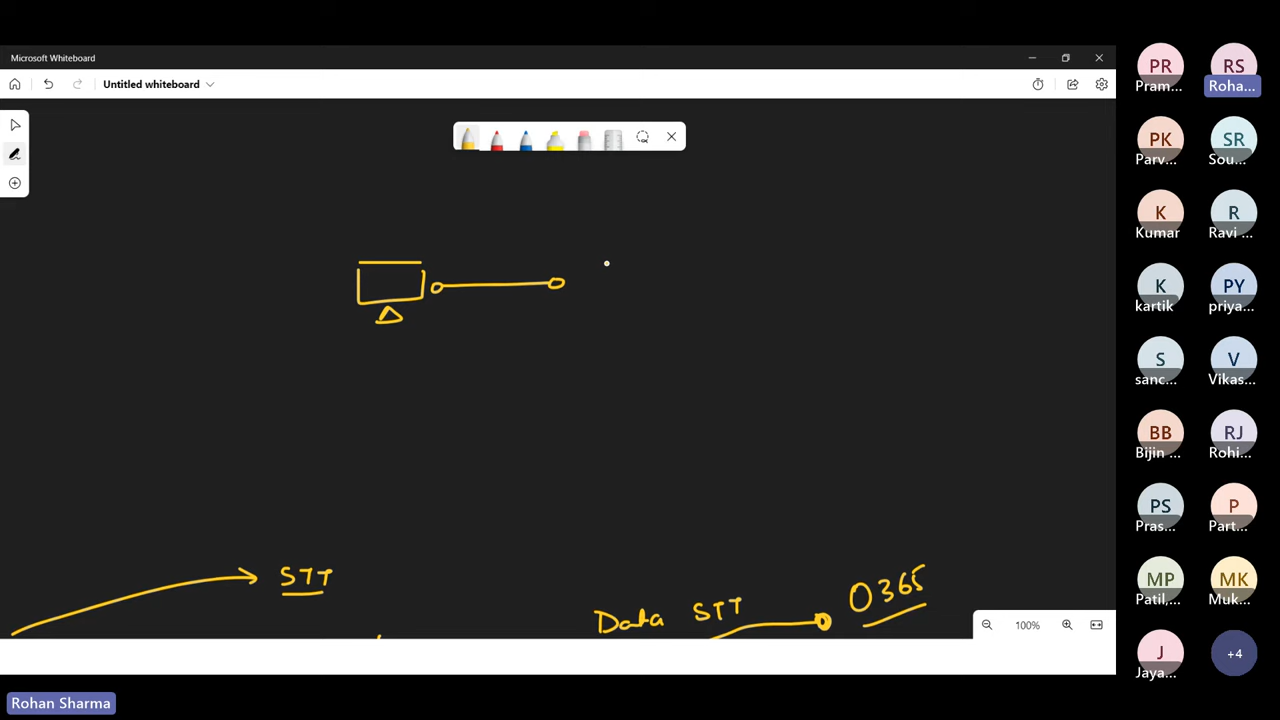 Microsoft Whiteboard
Untitled whiteboard
PR
Pram...
RS
Roha...
PK
Parv...
SR
Sou...
K
Kumar
R
Ravi ...
K
kartik
PY
priya...
S
sanc...
V
Vikas...
BB
Bijin ...
RJ
Rohi...
PS
Pras...
P
Part...
MP
Patil,...
MK
Muk...
J
Jaya...
+4
STT
Data STT
O365
100%
Rohan Sharma